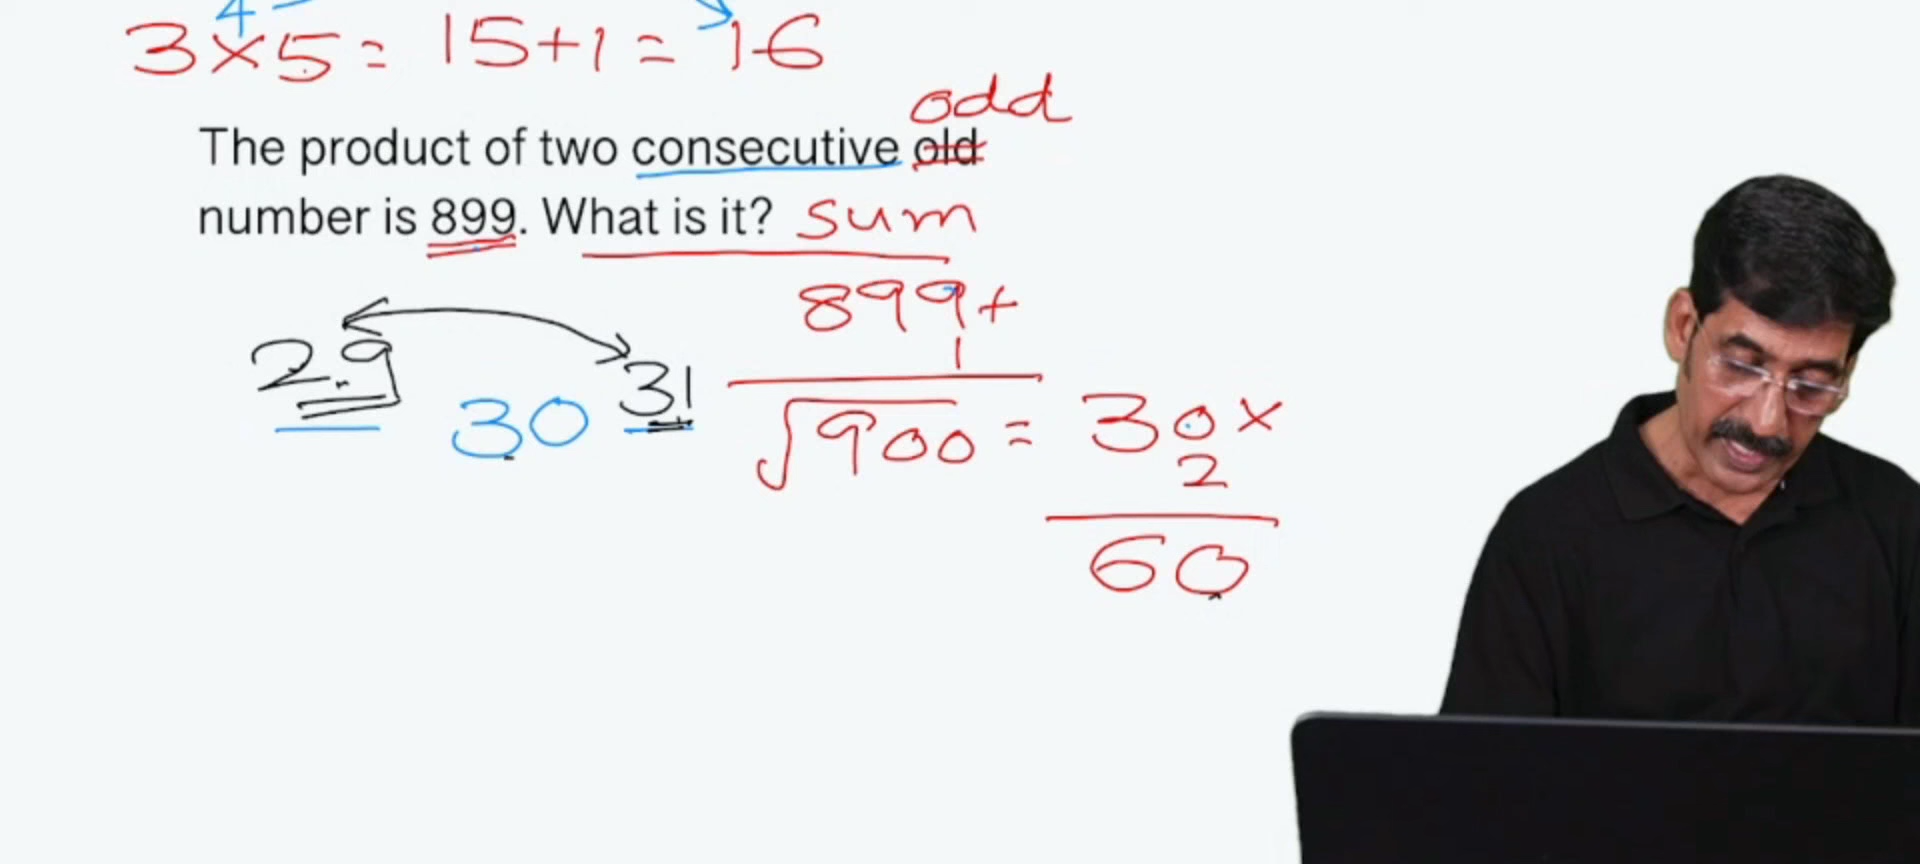 4
3×5= 15+1=16
odd
The product of two consecutive old
number is 899. What is it? sum
899+
1
29 30 31 √900 = 30×
2
60